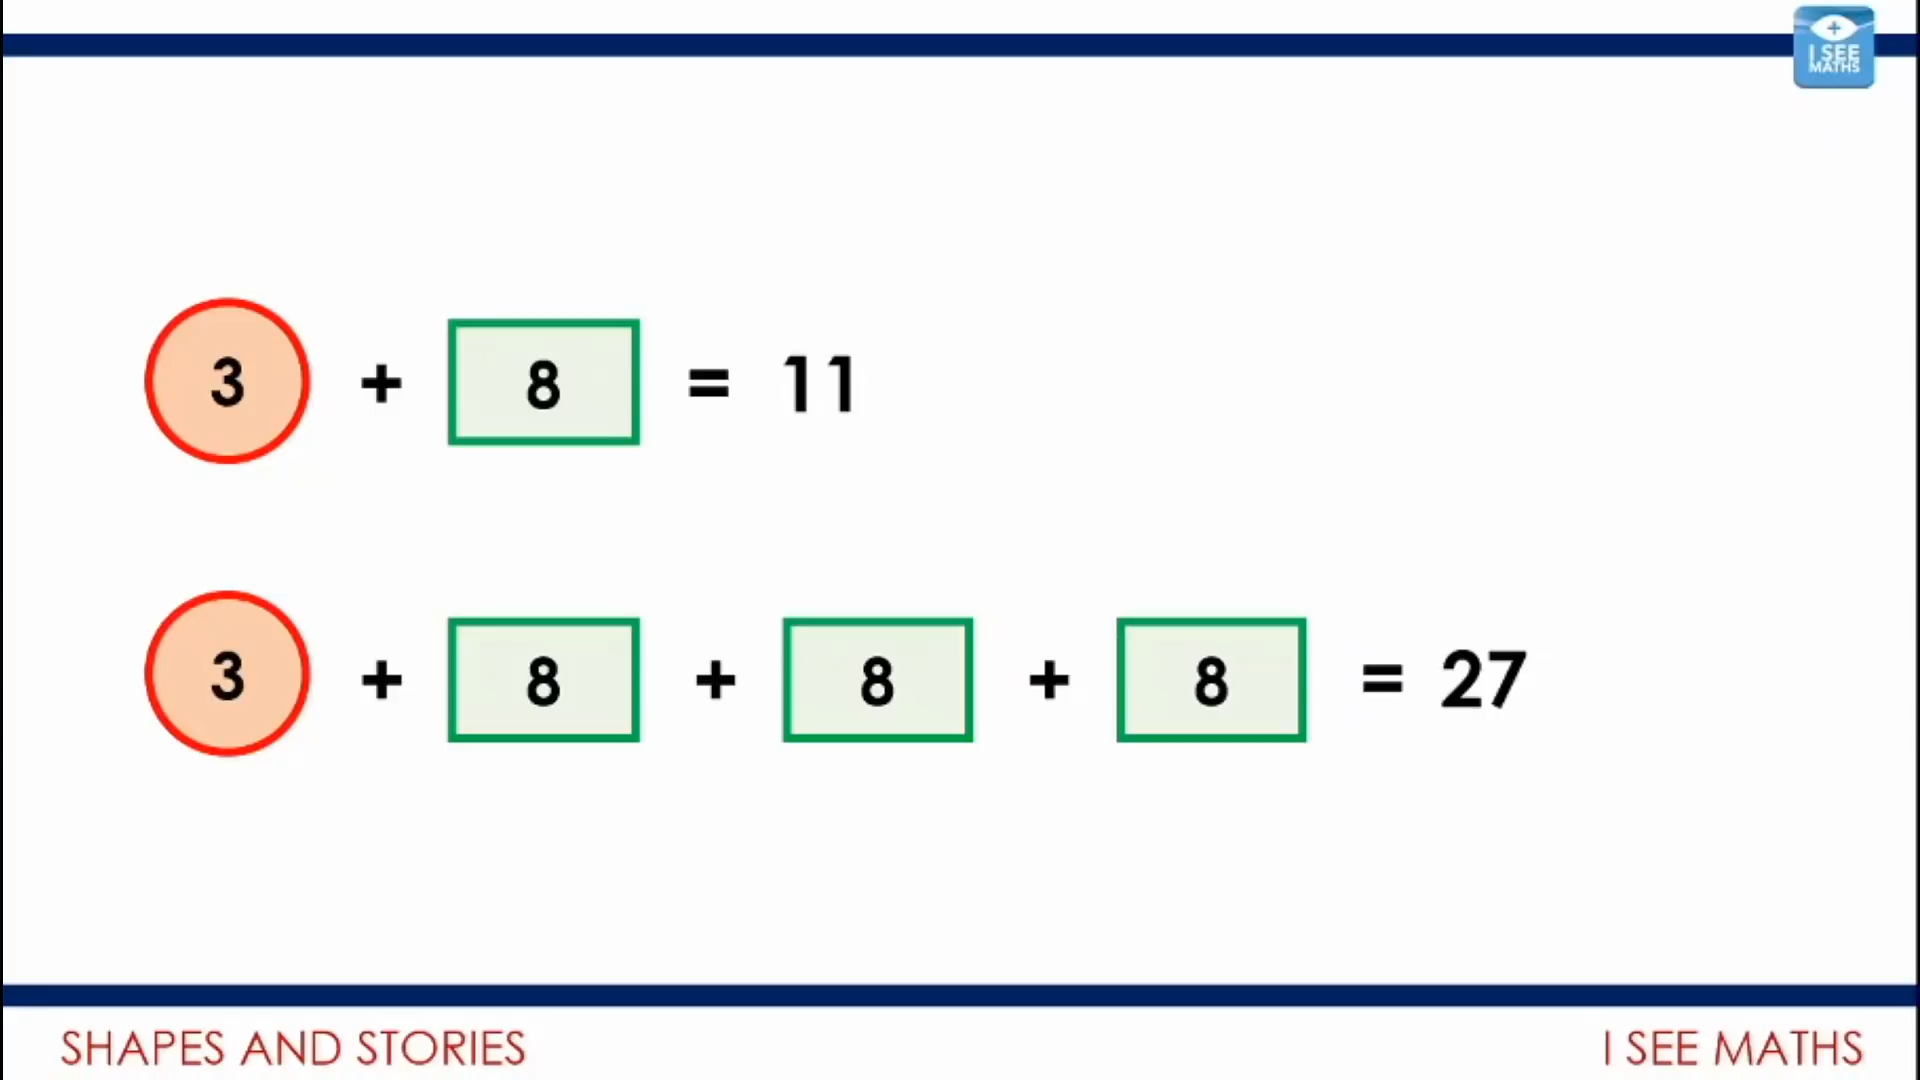 +
I SEE
MATHS
3 + 8 = 11
3 + 8 + 8 + 8 = 27
SHAPES AND STORIES
I SEE MATHS